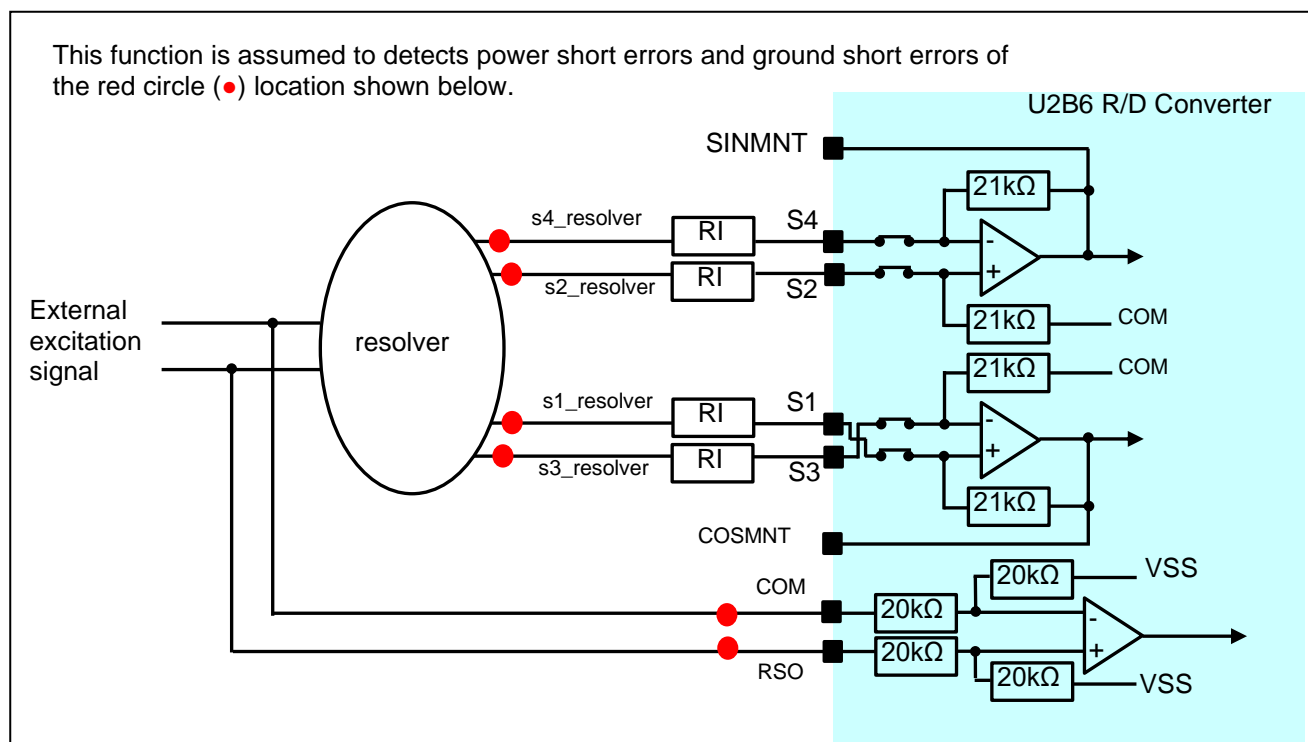 This function is assumed to detects power short errors and ground short errors of
the red circle (●) location shown below.
U2B6 R/D Converter
SINMNT
21kΩ
s4_resolver
RI
S4
-
+
s2_resolver
RI
S2
21kΩ
COM
External
excitation
signal
resolver
21kΩ
COM
s1_resolver
RI
S1
-
+
s3_resolver
RI
S3
21kΩ
COSMNT
COM
20kΩ
20kΩ
VSS
-
+
RSO
20kΩ
20kΩ
VSS